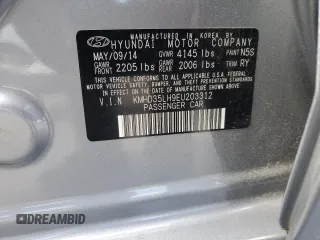 MANUFACTURED IN KOREA BY
HYUNDAI MOTOR COMPANY
MAY/09/14 GVWR 4145 lbs PAINT N5S
GAWR FRONT 2205 lbs GAWR REAR 2006 lbs TRIM RY
THIS VEHICLE CONFORMS TO ALL APPLICABLE
FEDERAL MOTOR VEHICLE SAFETY, BUMPER,
AND THEFT PREVENTION STANDARDS IN EFFECT ON
THE DATE OF MANUFACTURE SHOWN ABOVE.
V.I.N KMHD35LH9EU203312
PASSENGER CAR
DREAMBID